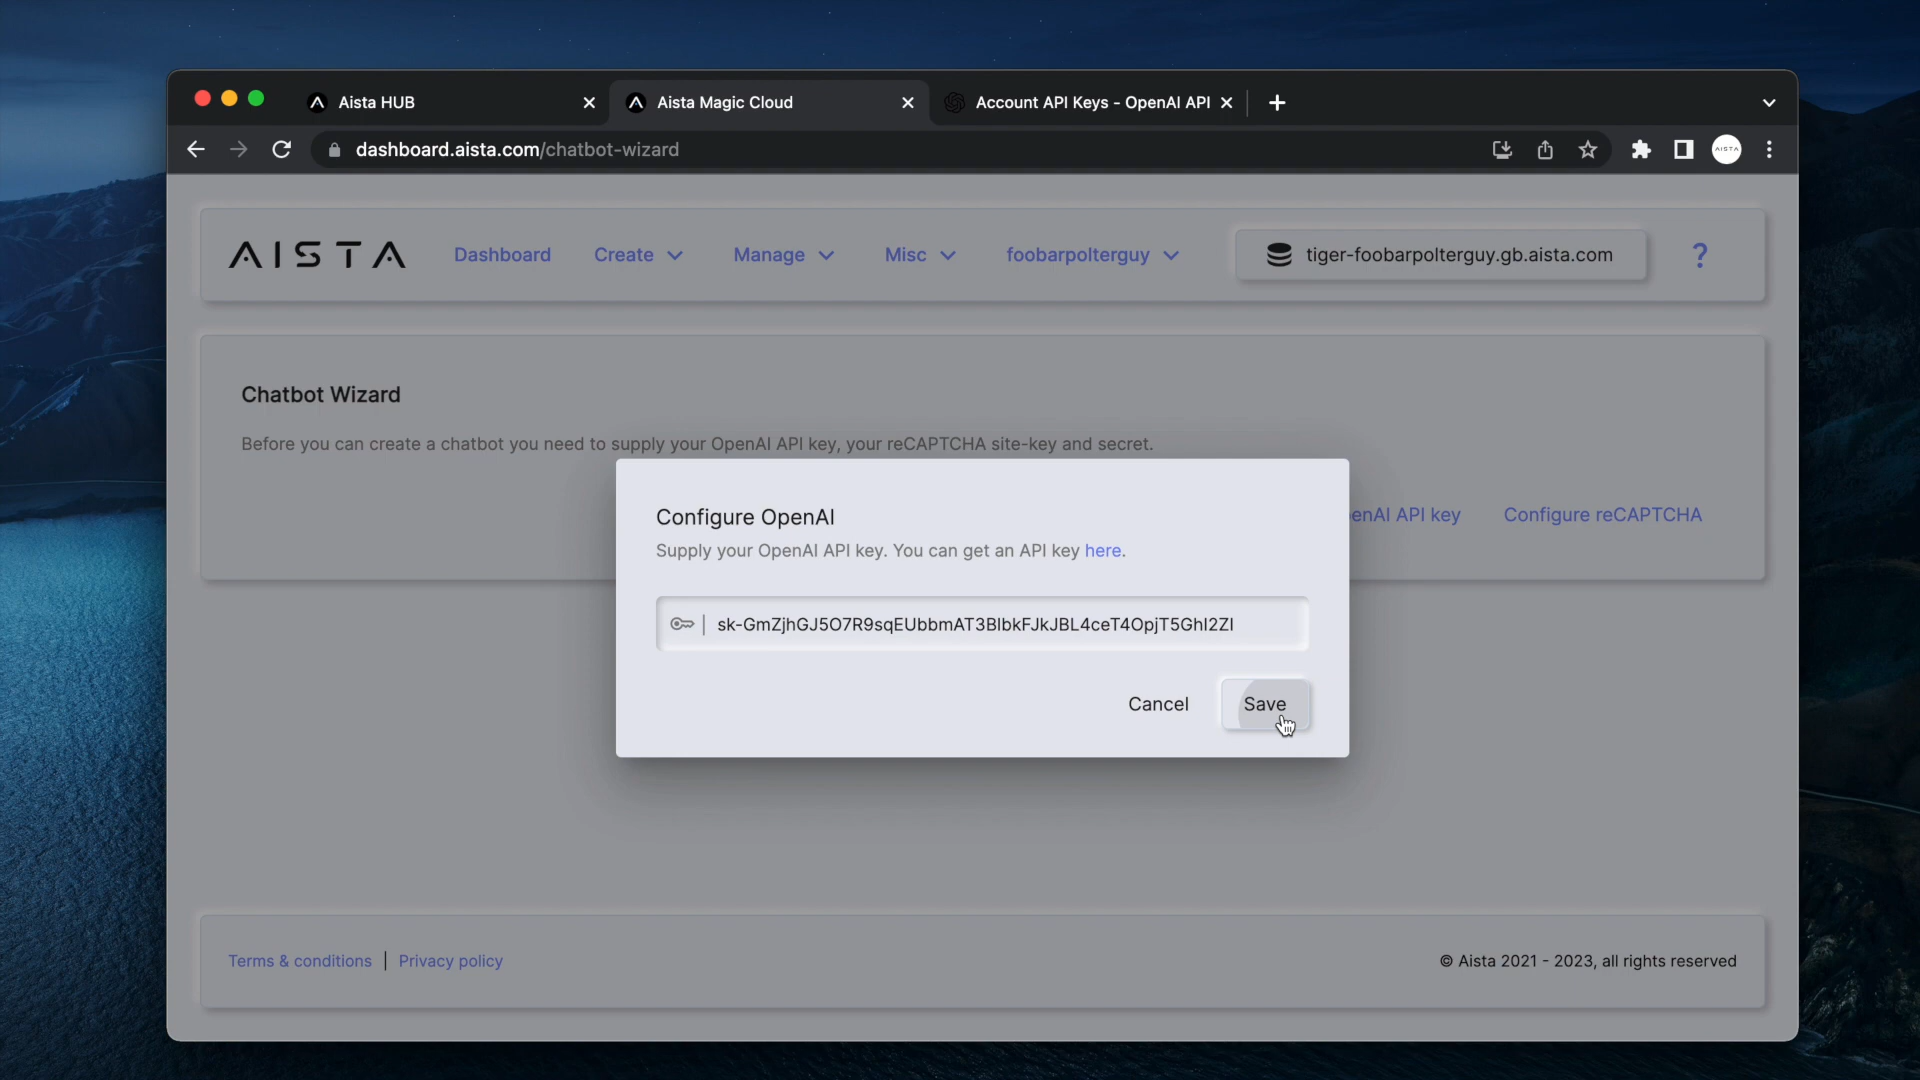 Aista HUB
Aista Magic Cloud
Account API Keys - OpenAI API
dashboard.aista.com/chatbot-wizard
AISTA
AISTA
Dashboard
Create
Manage
Misc
foobarpolterguy
tiger-foobarpolterguy.gb.aista.com
?
Chatbot Wizard
Before you can create a chatbot you need to supply your OpenAI API key, your reCAPTCHA site-key and secret.
enAI API key
Configure reCAPTCHA
Configure OpenAI
Supply your OpenAI API key. You can get an API key here.
Cancel
Save
Terms & conditions
Privacy policy
© Aista 2021 - 2023, all rights reserved